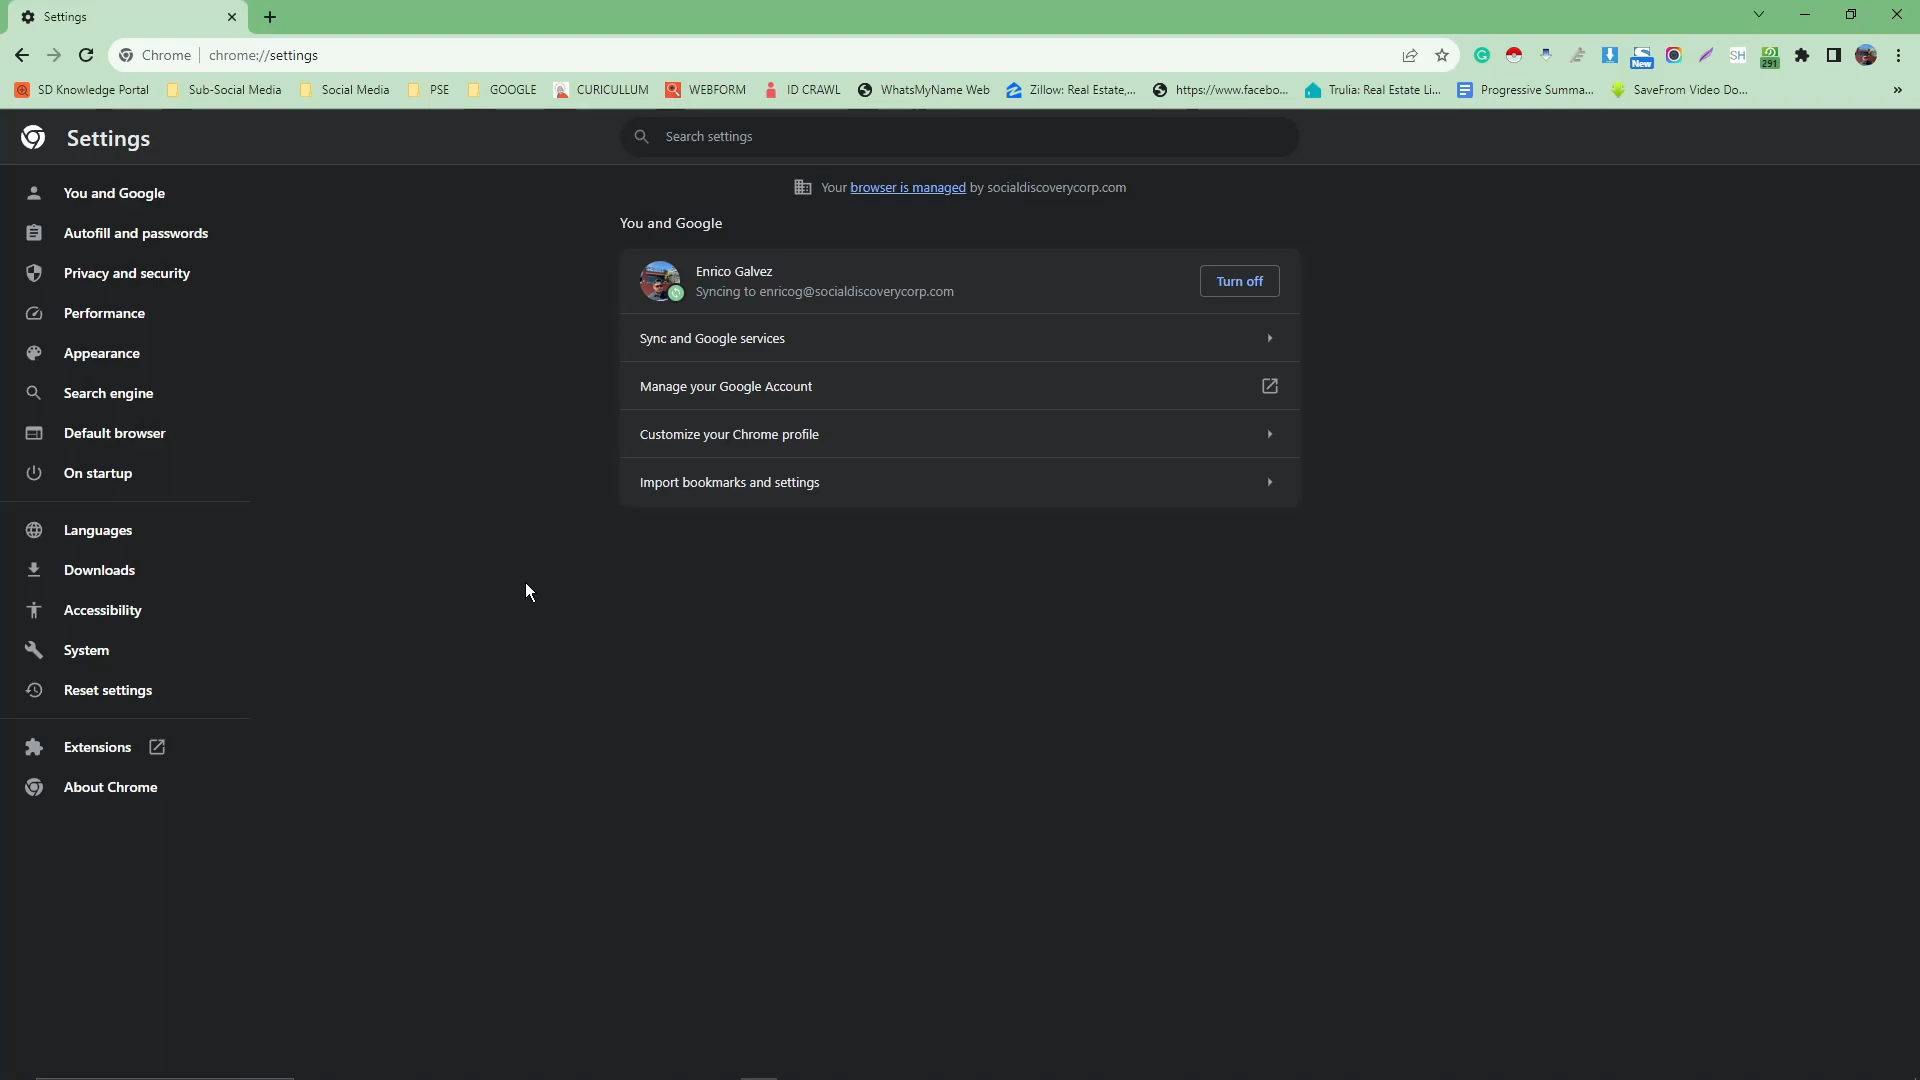 Settings
Chrome
chrome://settings
New
SH
291
SD Knowledge Portal
Sub-Social Media
Social Media
PSE
GOOGLE
CURICULLUM
WEBFORM
ID CRAWL
WhatsMyName Web
Zillow: Real Estate,...
https://www.facebo...
Trulia: Real Estate Li...
Progressive Summa...
SaveFrom Video Do...
»
Settings
Search settings
You and Google
Autofill and passwords
Privacy and security
Performance
Appearance
Search engine
Default browser
On startup
Languages
Downloads
Accessibility
System
Reset settings
Extensions
About Chrome
Your browser is managed by socialdiscoverycorp.com
You and Google
Enrico Galvez
Syncing to enricog@socialdiscoverycorp.com
Turn off
Sync and Google services
Manage your Google Account
Customize your Chrome profile
Import bookmarks and settings